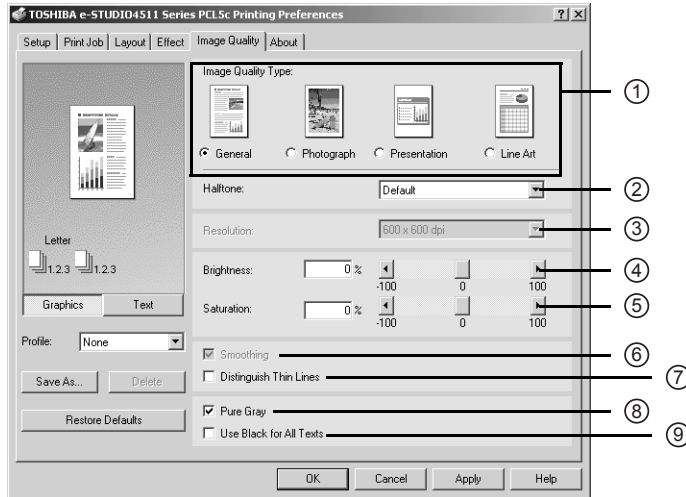 TOSHIBA e-STUDIO4511 Series PCL5c Printing Preferences
Setup Print Job Layout Effect Image Quality About
Image Quality Type:
General Photograph Presentation Line Art
①
Halftone: Default ②
Resolution: 600 x 600 dpi ③
Letter
1.2.3 1.2.3
Brightness: 0 % ④
-100 0 100
Graphics Text
Saturation: 0 % ⑤
-100 0 100
Profile: None
Smoothing ⑥
Save As... Delete
Distinguish Thin Lines ⑦
Restore Defaults
Pure Gray ⑧
Use Black for All Texts ⑨
OK Cancel Apply Help